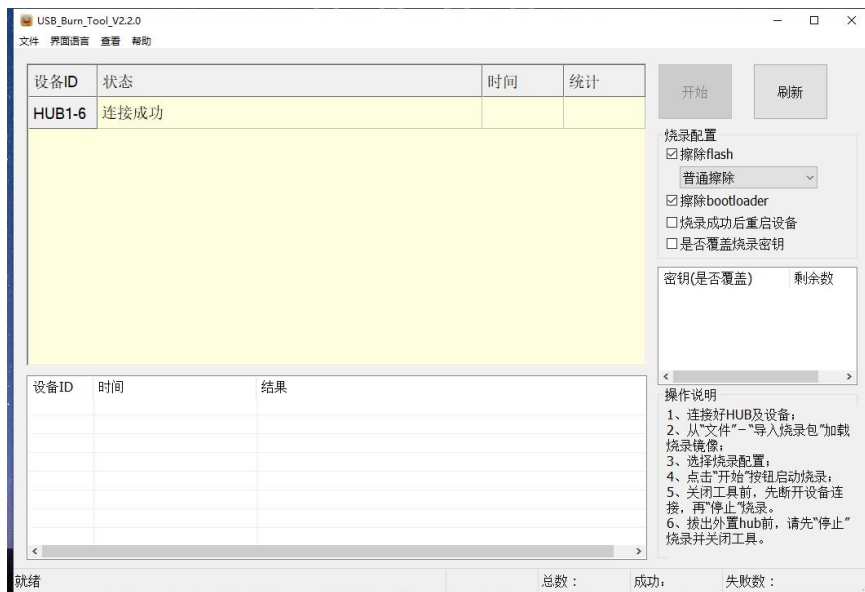 USB_Burn_Tool_V2.2.0
文件 界面语言 查看 帮助
设备ID 状态 时间 统计
HUB1-6 连接成功
开始 刷新
烧录配置
擦除flash
普通擦除
擦除bootloader
烧录成功后重启设备
是否覆盖烧录密钥
密钥(是否覆盖) 剩余数
设备ID 时间 结果
操作说明
1、连接好HUB及设备;
2、从“文件”-“导入烧录包”加载
烧录镜像;
3、选择烧录配置;
4、点击“开始”按钮启动烧录;
5、关闭工具前，先断开设备连
接，再“停止”烧录。
6、拔出外置hub前，请先“停止”
烧录并关闭工具。
就绪 总数： 成功： 失败数：